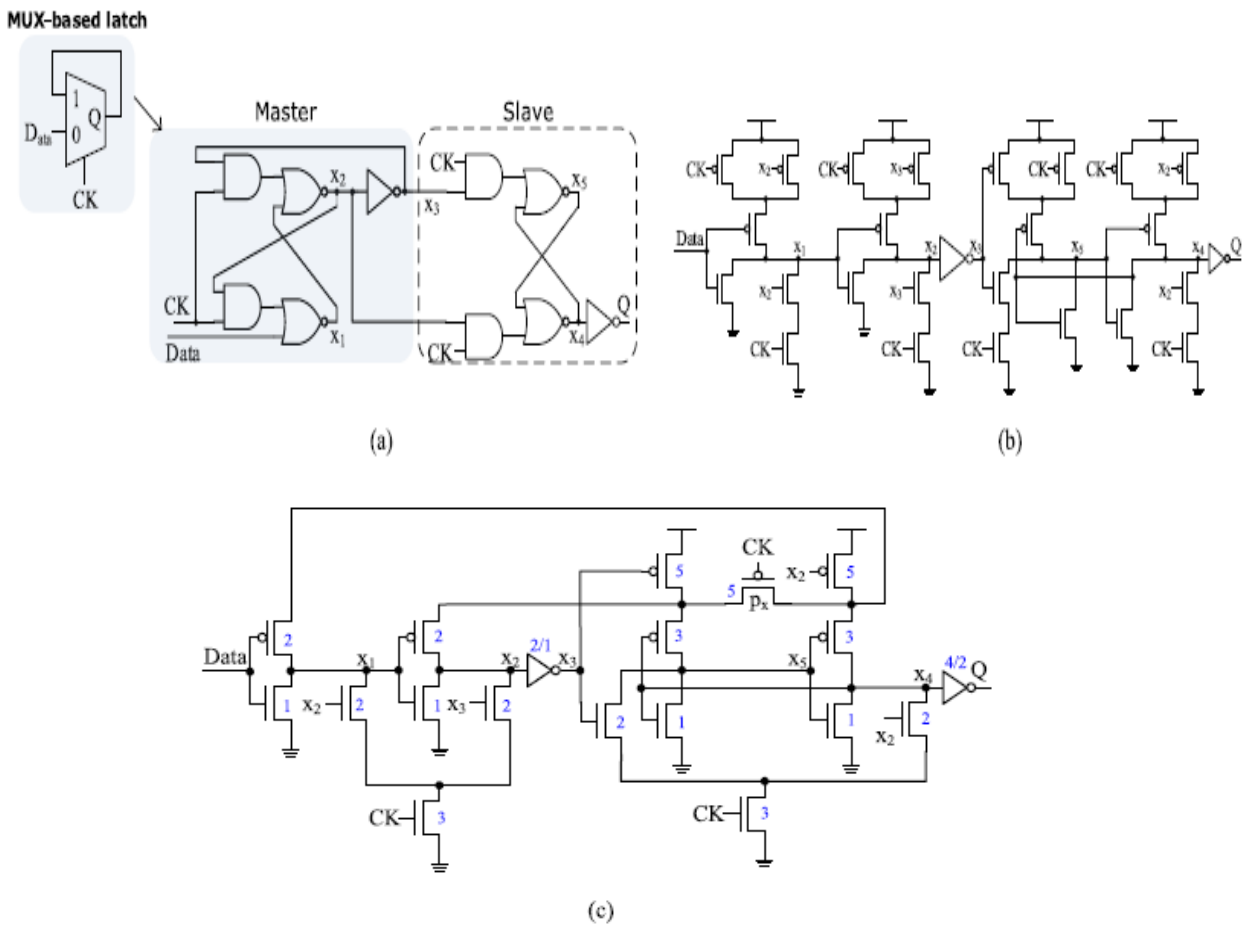 MUX-based latch
1
0
Q
Data
CK
Master
Slave
x2
x3
x1
CK
Data
CK
x5
CK
x4
Q
(a)
CK
x2
CK
x3
CK
CK
x2
Data
x1
x2
x3
x5
x4
Q
x2
x3
x2
CK
CK
CK
CK
(b)
CK
5
5
px
x2
5
Data
2
2
2/1
3
3
4/2
x1
x2
x3
x5
x4
Q
1
x2
2
1
x3
2
2
1
1
x2
2
CK
3
CK
3
(c)